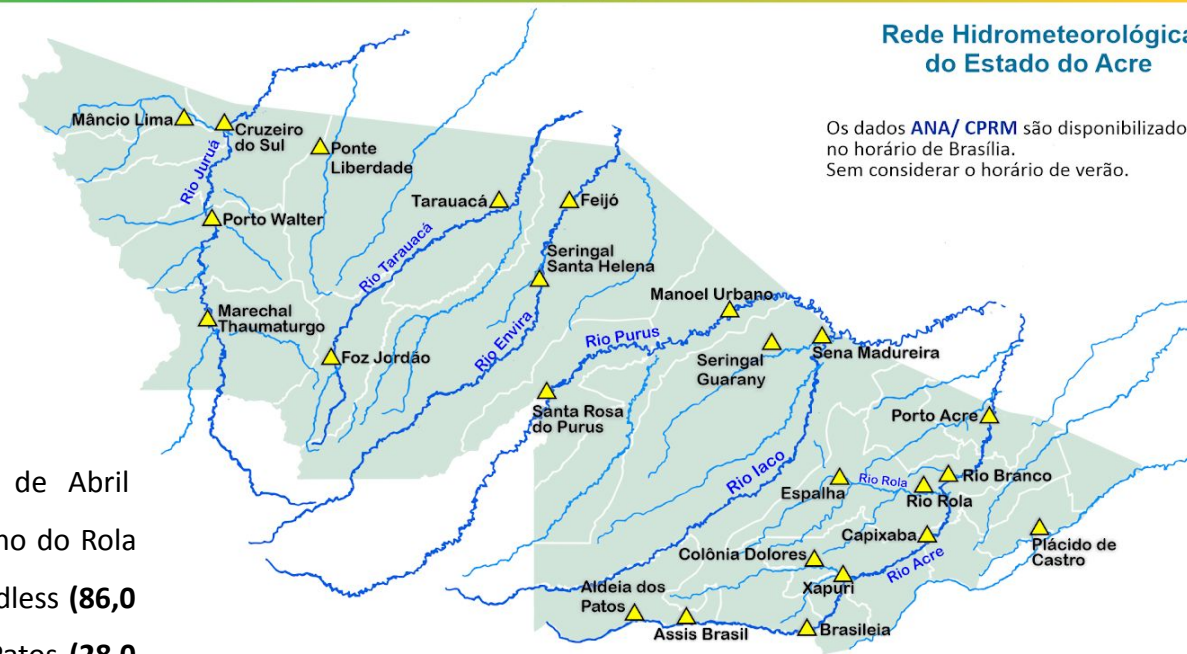 Rede Hidrometeorológica
do Estado do Acre
Os dados ANA/ CPRM são disponibilizado
no horário de Brasília.
Sem considerar o horário de verão.
Mâncio Lima
Cruzeiro
do Sul
Ponte
Liberdade
Rio Juruá
Tarauacá
Feijó
Porto Walter
Rio Tarauacá
Seringal
Santa Helena
Manoel Urbano
Marechal
Thaumaturgo
Rio Envira
Rio Purus
Foz Jordão
Seringal
Guarany
Sena Madureira
Santa Rosa
do Purus
Porto Acre
Rio Iaco
Espalha
Rio Rola
Rio Branco
Rio Rola
Capixaba
Plácido de
Castro
Colônia Dolores
Rio Acre
Xapuri
Aldeia dos
Patos
Assis Brasil
Brasileia
de Abril
no do Rola
dless (86,0
Patos (28,0